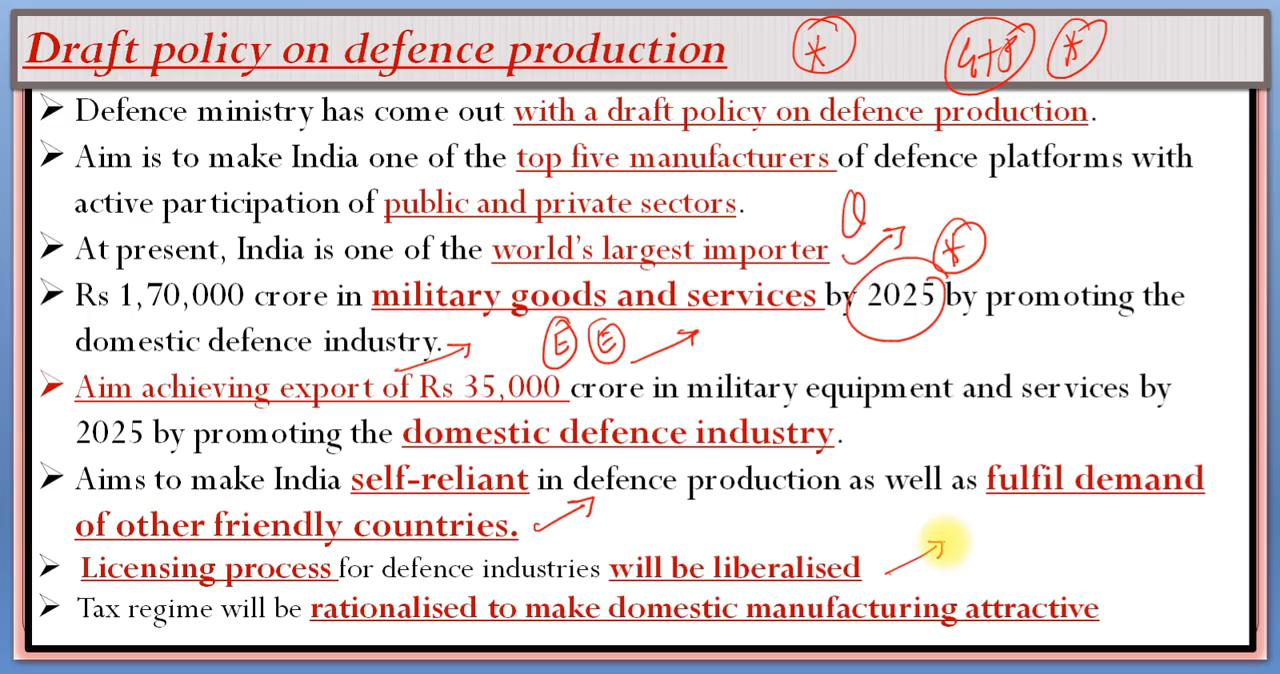 Draft policy on defence production
➢ Defence ministry has come out with a draft policy on defence production.
➢ Aim is to make India one of the top five manufacturers of defence platforms with
active participation of public and private sectors.
➢ At present, India is one of the world's largest importer
➢ Rs 1,70,000 crore in military goods and services by 2025 by promoting the
domestic defence industry.
➢ Aim achieving export of Rs 35,000 crore in military equipment and services by
2025 by promoting the domestic defence industry.
➢ Aims to make India self-reliant in defence production as well as fulfil demand
of other friendly countries.
➢ Licensing process for defence industries will be liberalised
➢ Tax regime will be rationalised to make domestic manufacturing attractive